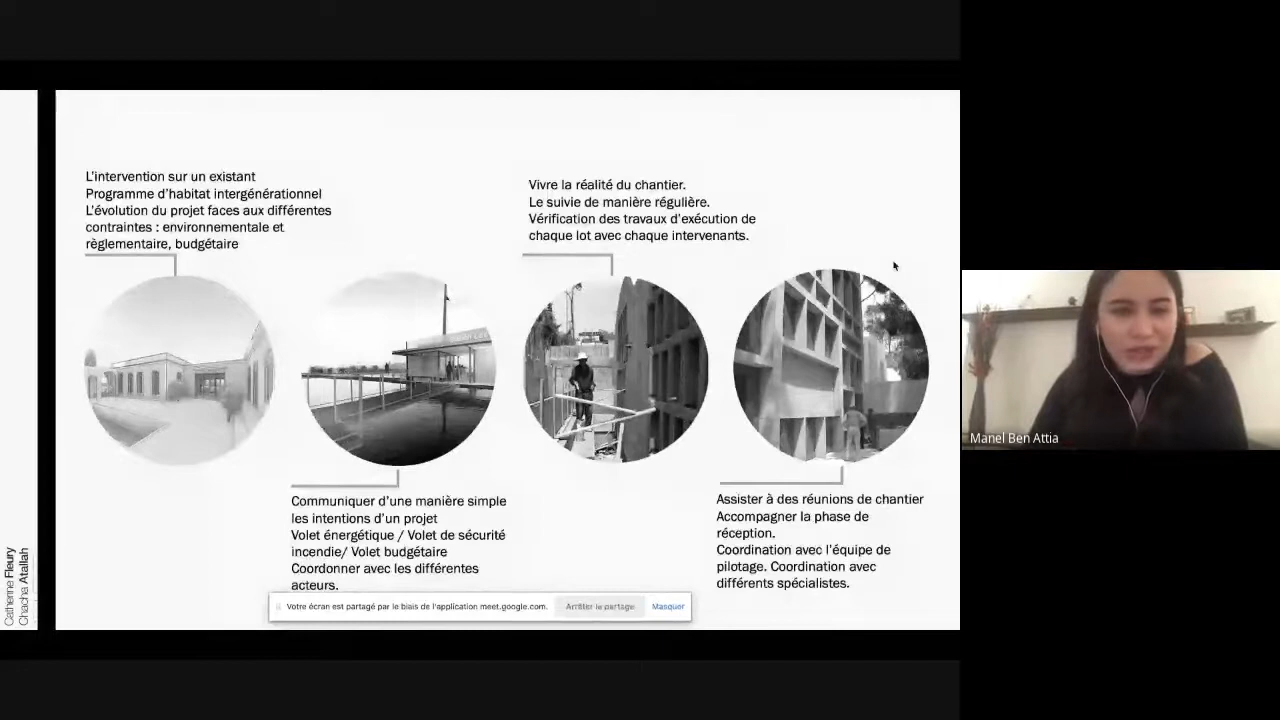 L'intervention sur un existant
Programme d'habitat intergénérationnel
L'évolution du projet faces aux différentes
contraintes : environnementale et
règlementaire, budgétaire
Vivre la réalité du chantier.
Le suivie de manière régulière.
Vérification des travaux d'exécution de
chaque lot avec chaque intervenants.
Communiquer d'une manière simple
les intentions d'un projet
Volet énergétique / Volet de sécurité
incendie/ Volet budgétaire
Coordonner avec les différentes
acteurs.
Assister à des réunions de chantier
Accompagner la phase de
réception.
Coordination avec l'équipe de
pilotage. Coordination avec
différents spécialistes.
Catherine Fleury
Ghacha Atallah
Votre écran est partagé par le biais de l'application meet.google.com.
Arrêter le partage
Masquer
Manel Ben Attia